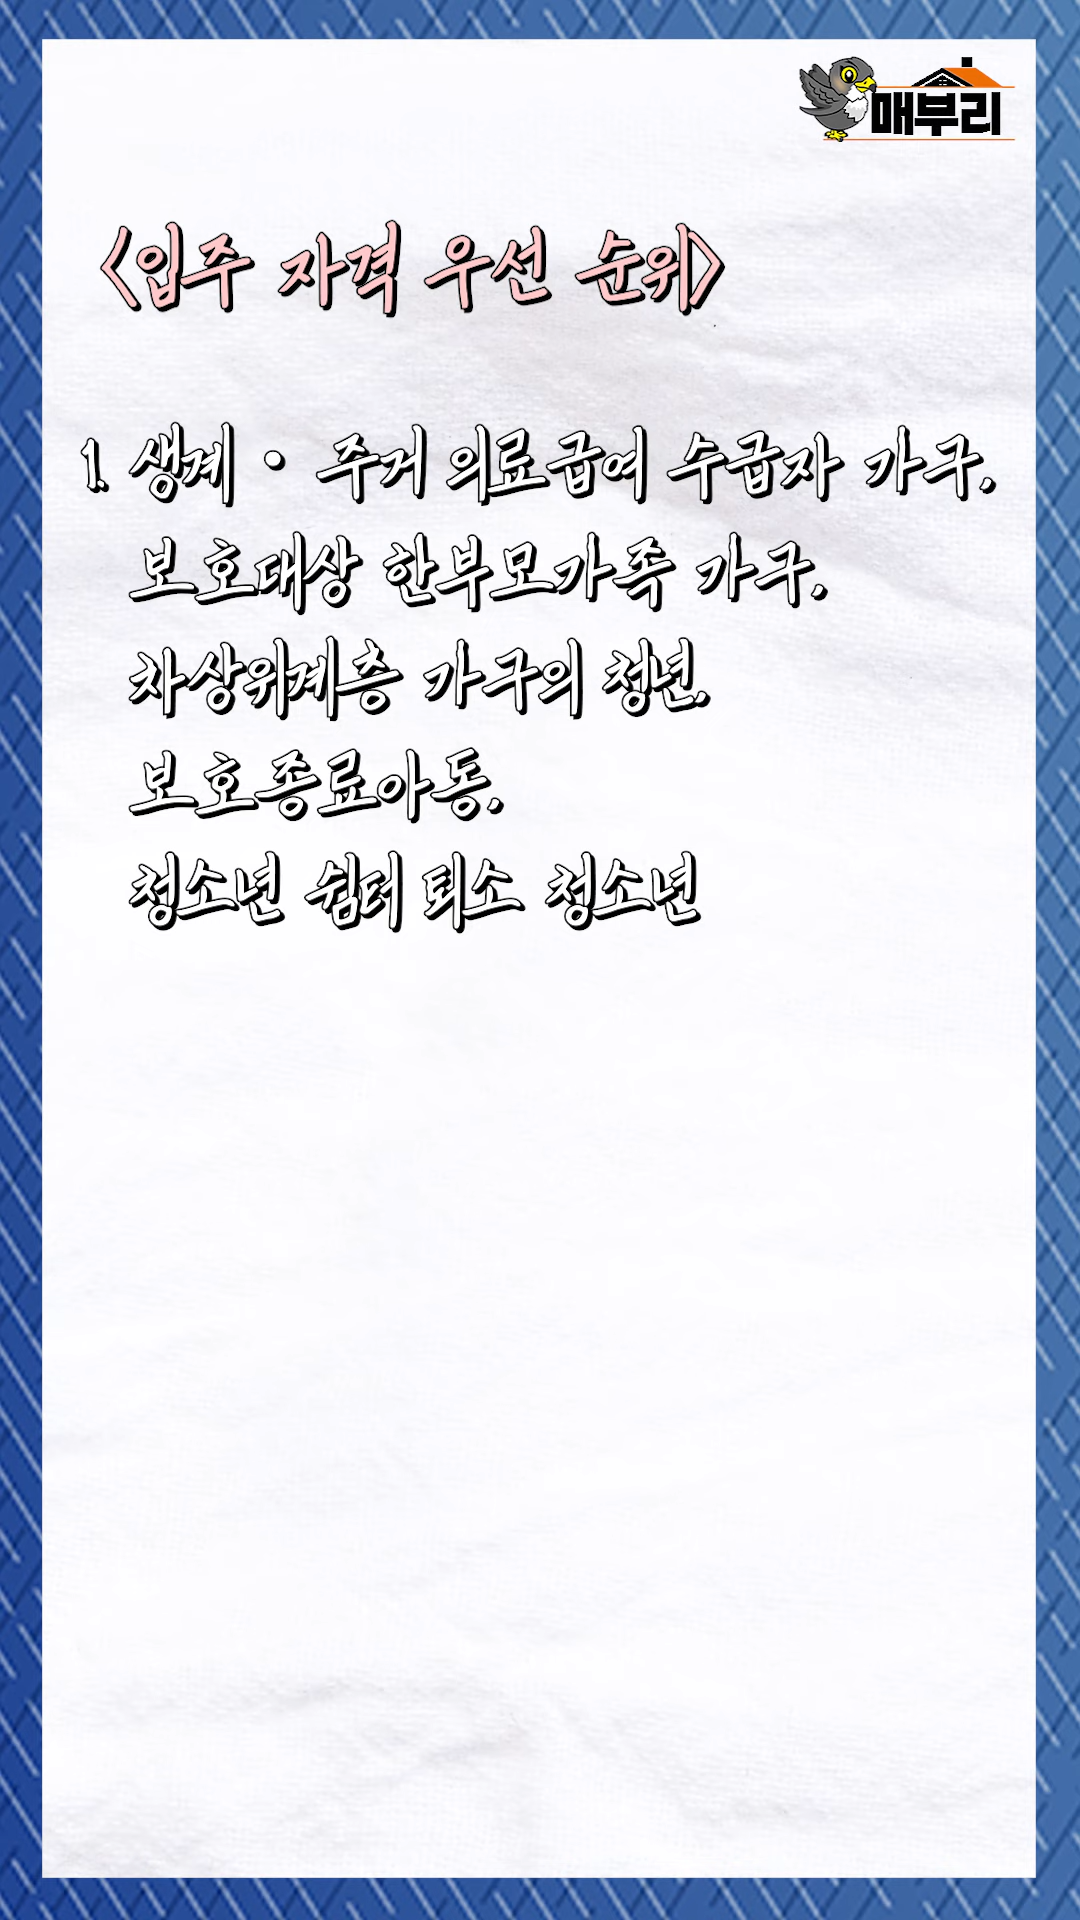 매부리
<입주 자격 우선 순위>
1. 생계 · 주거 의료급여 수급자 가구,
보호대상 한부모가족 가구,
차상위계층 가구의 청년,
보호종료아동,
청소년 쉼터 퇴소 청소년